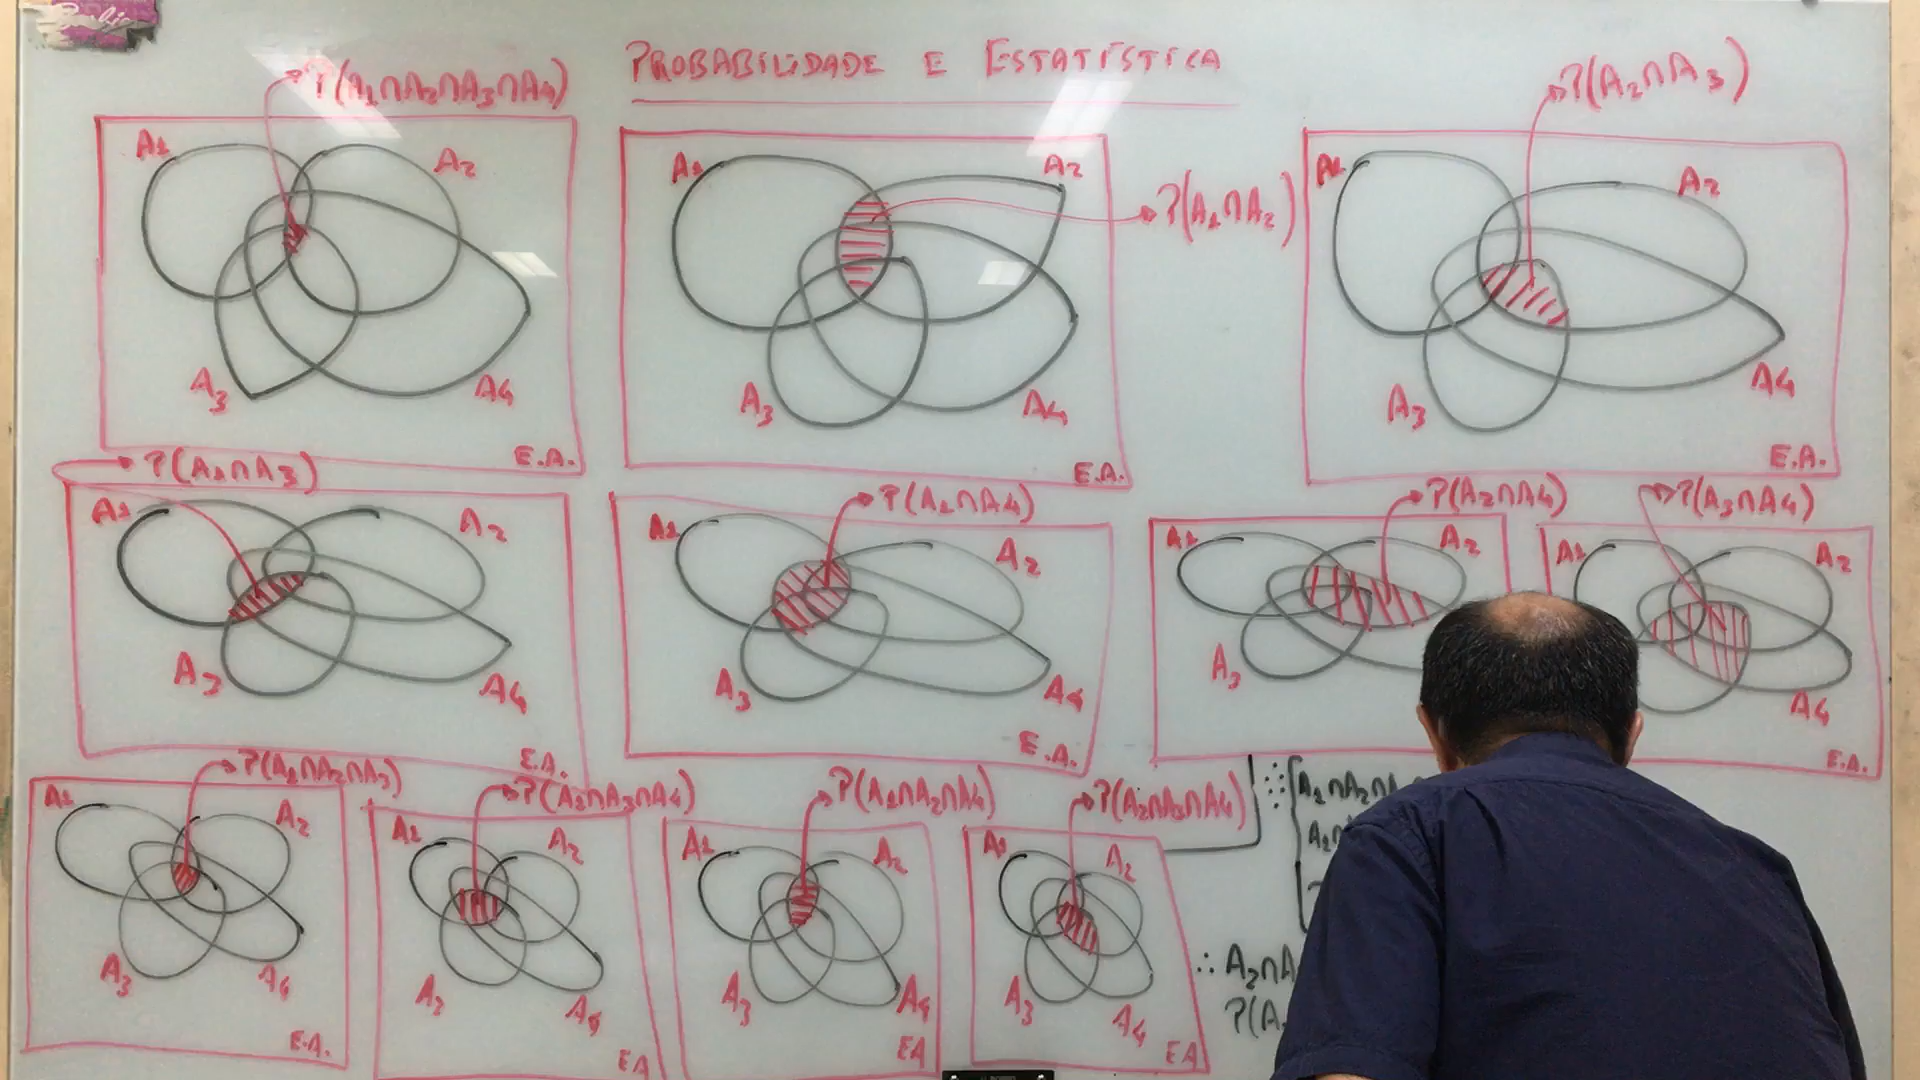 PROBABILIDADE E ESTATÍSTICA
P(A1∩A2∩A3∩A4)
A1
A2
A3
A4
E.A.
P(A1∩A2)
A1
A2
A3
A4
E.A.
P(A2∩A3)
A1
A2
A3
A4
E.A.
P(A1∩A3)
A1
A2
A3
A4
E.A.
P(A1∩A4)
A1
A2
A3
A4
E.A.
P(A2∩A4)
A1
A2
A3
P(A3∩A4)
A1
A2
A4
E.A.
P(A1∩A2∩A3)
A1
A2
A3
A4
E.A.
P(A1∩A3∩A4)
A1
A2
A3
A4
EA
P(A1∩A2∩A4)
A1
A2
A3
A4
EA
P(A2∩A3∩A4)
A1
A2
A3
A4
EA
A1∩A2∩A
A1∩
∴ A2∩A
P(A